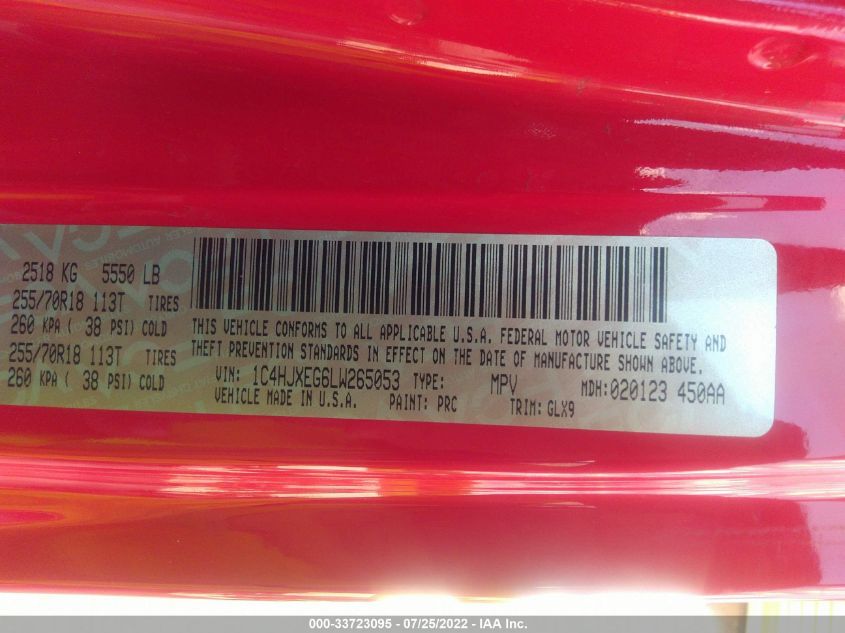 2518 KG 5550 LB
255/70R18 113T TIRES
260 KPA ( 38 PSI) COLD
255/70R18 113T TIRES
260 KPA ( 38 PSI) COLD
THIS VEHICLE CONFORMS TO ALL APPLICABLE U.S.A. FEDERAL MOTOR VEHICLE SAFETY AND
THEFT PREVENTION STANDARDS IN EFFECT ON THE DATE OF MANUFACTURE SHOWN ABOVE.
VIN: 1C4HJXEG6LW265053 TYPE: MPV MDH:020123 450AA
VEHICLE MADE IN U.S.A. PAINT: PRC TRIM: GLX9
000-33723095 - 07/25/2022 - IAA Inc.